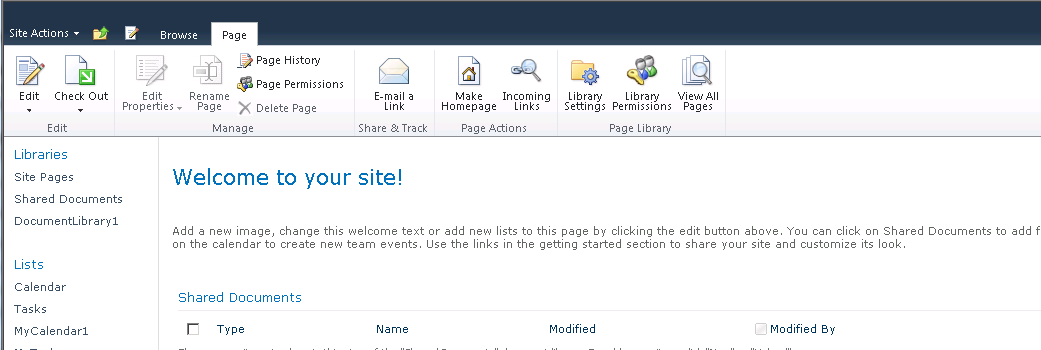 Site Actions Browse Page
Edit
Check Out
Edit
Properties
Rename
Page
Page History
Page Permissions
Delete Page
E-mail a
Link
Make
Homepage
Incoming
Links
Library
Settings
Library
Permissions
View All
Pages
Edit Manage Share & Track Page Actions Page Library
Libraries
Site Pages
Shared Documents
DocumentLibrary1
Lists
Calendar
Tasks
MyCalendar1
Welcome to your site!
Add a new image, change this welcome text or add new lists to this page by clicking the edit button above. You can click on Shared Documents to add f
on the calendar to create new team events. Use the links in the getting started section to share your site and customize its look.
Shared Documents
Type Name Modified Modified By